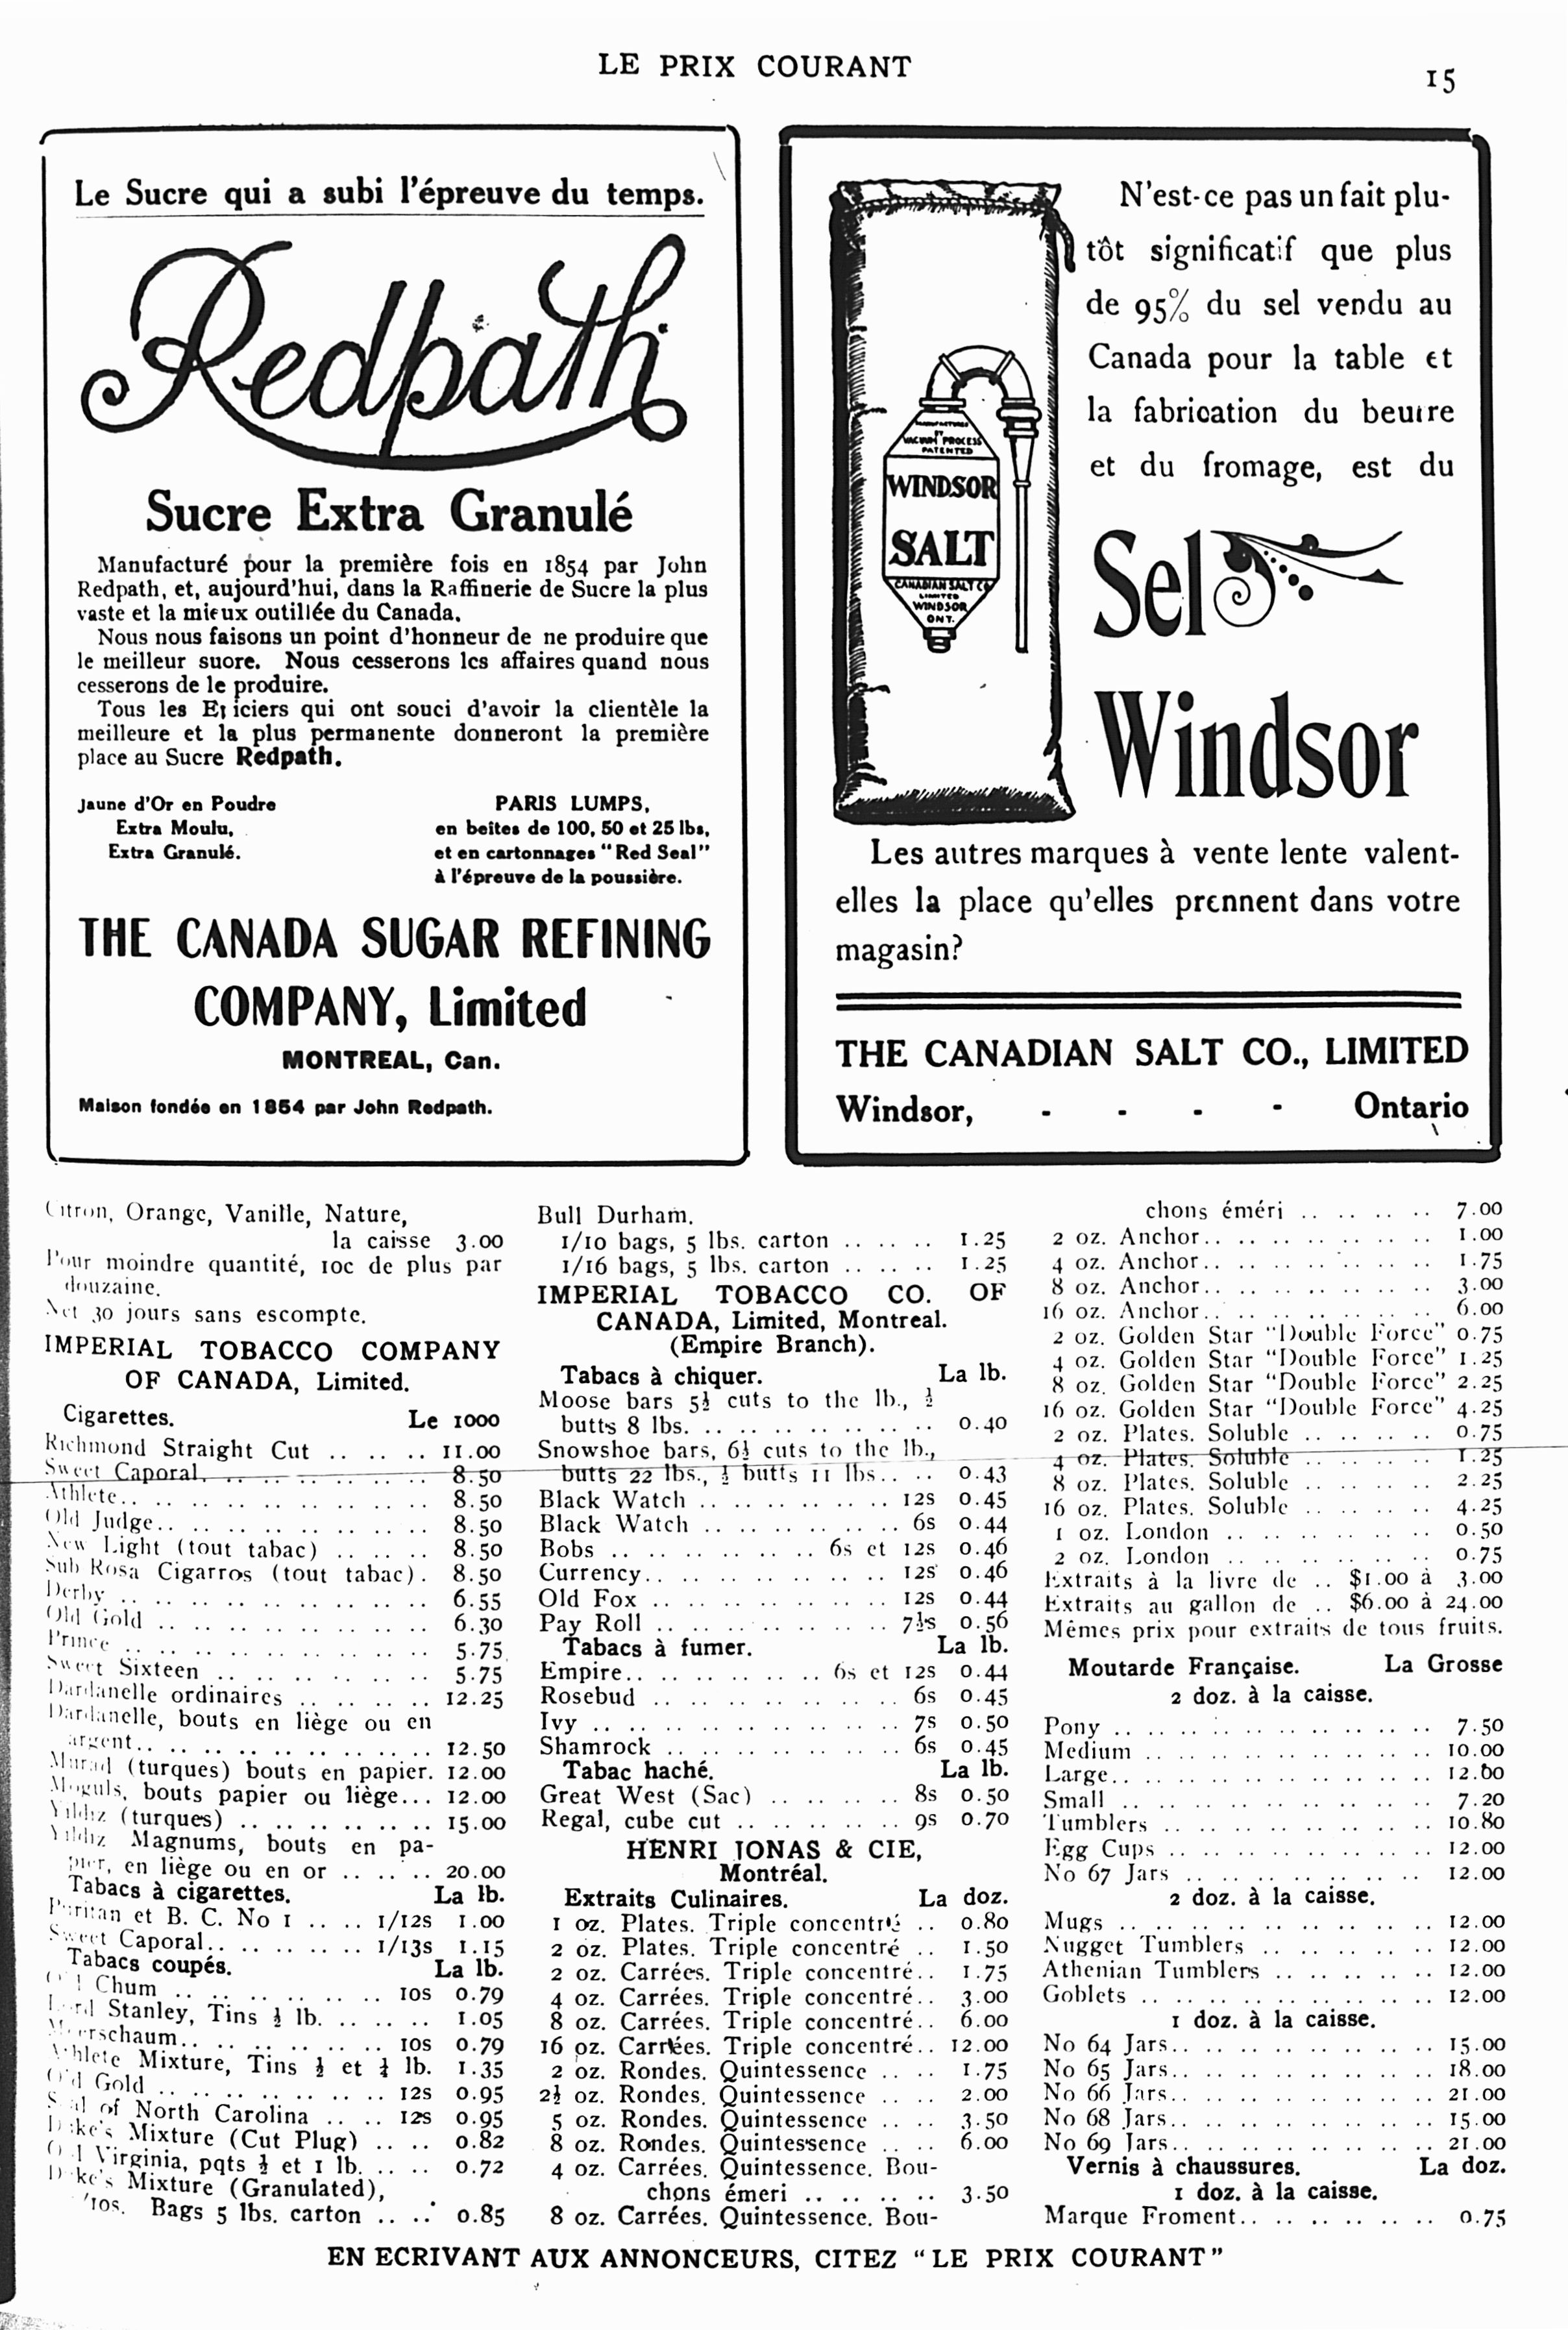 LE PRIX COURANT
15
Le Sucre qui a subi l'épreuve du temps.
Redpath
Sucre Extra Granulé
Manufacturé pour la première fois en 1854 par John
Redpath, et, aujourd'hui, dans la Raffinerie de Sucre la plus
vaste et la mieux outillée du Canada.
Nous nous faisons un point d'honneur de ne produire que
le meilleur sucre. Nous cesserons les affaires quand nous
cesserons de le produire.
Tous les Epiciers qui ont souci d'avoir la clientèle la
meilleure et la plus permanente donneront la première
place au Sucre Redpath.
Jaune d'Or en Poudre
Extra Moulu,
Extra Granulé.
PARIS LUMPS,
en boîtes de 100, 50 et 25 lbs,
et en cartonnages "Red Seal"
à l'épreuve de la poussière.
THE CANADA SUGAR REFINING
COMPANY, Limited
MONTREAL, Can.
Maison fondée en 1854 par John Redpath.
MANUFACTURED
BY
VACUUM PROCESS
PATENTED
WINDSOR
SALT
CANADIAN SALT CO
LIMITED
WINDSOR
ONT.
N'est-ce pas un fait plu-
tôt significatif que plus
de 95% du sel vendu au
Canada pour la table et
la fabrication du beurre
et du fromage, est du
Sel
Windsor
Les autres marques à vente lente valent-
elles la place qu'elles prennent dans votre
magasin?
THE CANADIAN SALT CO., LIMITED
Windsor, - - - - Ontario
Citron, Orange, Vanille, Nature,
la caisse 3.00
Pour moindre quantité, 10c de plus par
douzaine.
Net 30 jours sans escompte.
IMPERIAL TOBACCO COMPANY
OF CANADA, Limited.
Cigarettes. Le 1000
Richmond Straight Cut .. .. .. 11.00
Sweet Caporal. .. .. .. .. .. .. 8.50
Athlete.. .. .. .. .. .. .. .. 8.50
Old Judge.. .. .. .. .. .. .. 8.50
New Light (tout tabac) .. .. .. 8.50
Sub Rosa Cigarros (tout tabac). 8.50
Derby .. .. .. .. .. .. .. .. 6.55
Old Gold .. .. .. .. .. .. .. 6.30
Prince .. .. .. .. .. .. .. .. 5.75
Sweet Sixteen .. .. .. .. .. .. 5.75
Dardanelle ordinaires .. .. .. .. 12.25
Dardanelle, bouts en liège ou en
argent.. .. .. .. .. .. .. .. 12.50
Murad (turques) bouts en papier. 12.00
Moguls, bouts papier ou liège... 12.00
Yildiz (turques) .. .. .. .. .. .. 15.00
Yildiz Magnums, bouts en pa-
pier, en liège ou en or .. .. .. 20.00
Tabacs à cigarettes. La lb.
Puritan et B. C. No 1 .. .. 1/12s 1.00
Sweet Caporal.. .. .. .. .. 1/13s 1.15
Tabacs coupés. La lb.
Old Chum .. .. .. .. .. .. 10s 0.79
Lord Stanley, Tins ½ lb. .. .. .. 1.05
Meerschaum.. .. .. .. .. .. 10s 0.79
Athlete Mixture, Tins ½ et ¼ lb. 1.35
Old Gold .. .. .. .. .. .. .. 12s 0.95
Seal of North Carolina .. .. 12s 0.95
Duke's Mixture (Cut Plug) .. .. 0.82
Old Virginia, pqts ½ et 1 lb. .. .. 0.72
Duke's Mixture (Granulated),
1/10s. Bags 5 lbs. carton .. .. 0.85
Bull Durham.
1/10 bags, 5 lbs. carton .. .. .. 1.25
1/16 bags, 5 lbs. carton .. .. .. 1.25
IMPERIAL TOBACCO CO. OF
CANADA, Limited, Montreal.
(Empire Branch).
Tabacs à chiquer. La lb.
Moose bars 5½ cuts to the lb., ½
butts 8 lbs. .. .. .. .. .. .. 0.40
Snowshoe bars, 6½ cuts to the lb.,
butts 22 lbs., ½ butts 11 lbs.. .. 0.43
Black Watch .. .. .. .. .. 12s 0.45
Black Watch .. .. .. .. .. 6s 0.44
Bobs .. .. .. .. .. .. 6s et 12s 0.46
Currency.. .. .. .. .. .. .. 12s 0.46
Old Fox .. .. .. .. .. .. .. 12s 0.44
Pay Roll .. .. .. .. .. .. .. 7½s 0.56
Tabacs à fumer. La lb.
Empire.. .. .. .. .. .. 6s et 12s 0.44
Rosebud .. .. .. .. .. .. .. 6s 0.45
Ivy .. .. .. .. .. .. .. .. 7s 0.50
Shamrock .. .. .. .. .. .. .. 6s 0.45
Tabac haché. La lb.
Great West (Sac) .. .. .. .. 8s 0.50
Regal, cube cut .. .. .. .. .. 9s 0.70
HENRI JONAS & CIE,
Montréal.
Extraits Culinaires. La doz.
1 oz. Plates. Triple concentré .. 0.80
2 oz. Plates. Triple concentré .. 1.50
2 oz. Carrées. Triple concentré.. 1.75
4 oz. Carrées. Triple concentré.. 3.00
8 oz. Carrées. Triple concentré.. 6.00
16 oz. Carrées. Triple concentré.. 12.00
2 oz. Rondes. Quintessence .. .. 1.75
2½ oz. Rondes. Quintessence .. .. 2.00
5 oz. Rondes. Quintessence .. .. 3.50
8 oz. Rondes. Quintessence .. .. 6.00
4 oz. Carrées. Quintessence. Bou-
chons émeri .. .. .. .. .. 3.50
8 oz. Carrées. Quintessence. Bou-
chons éméri .. .. .. .. .. 7.00
2 oz. Anchor.. .. .. .. .. .. .. 1.00
4 oz. Anchor.. .. .. .. .. .. .. 1.75
8 oz. Anchor.. .. .. .. .. .. .. 3.00
16 oz. Anchor.. .. .. .. .. .. .. 6.00
2 oz. Golden Star "Double Force" 0.75
4 oz. Golden Star "Double Force" 1.25
8 oz. Golden Star "Double Force" 2.25
16 oz. Golden Star "Double Force" 4.25
2 oz. Plates. Soluble .. .. .. .. 0.75
4 oz. Plates. Soluble .. .. .. .. 1.25
8 oz. Plates. Soluble .. .. .. .. 2.25
16 oz. Plates. Soluble .. .. .. .. 4.25
1 oz. London .. .. .. .. .. .. 0.50
2 oz. London .. .. .. .. .. .. 0.75
Extraits à la livre de .. $1.00 à 3.00
Extraits au gallon de .. $6.00 à 24.00
Mêmes prix pour extraits de tous fruits.
Moutarde Française. La Grosse
2 doz. à la caisse.
Pony .. .. .. .. .. .. .. .. .. 7.50
Medium .. .. .. .. .. .. .. .. 10.00
Large.. .. .. .. .. .. .. .. .. 12.00
Small .. .. .. .. .. .. .. .. .. 7.20
Tumblers .. .. .. .. .. .. .. .. 10.80
Egg Cups .. .. .. .. .. .. .. .. 12.00
No 67 Jars .. .. .. .. .. .. .. 12.00
2 doz. à la caisse.
Mugs .. .. .. .. .. .. .. .. .. 12.00
Nugget Tumblers .. .. .. .. .. 12.00
Athenian Tumblers .. .. .. .. .. 12.00
Goblets .. .. .. .. .. .. .. .. 12.00
1 doz. à la caisse.
No 64 Jars.. .. .. .. .. .. .. .. 15.00
No 65 Jars.. .. .. .. .. .. .. .. 18.00
No 66 Jars.. .. .. .. .. .. .. .. 21.00
No 68 Jars.. .. .. .. .. .. .. .. 15.00
No 69 Jars.. .. .. .. .. .. .. .. 21.00
Vernis à chaussures. La doz.
1 doz. à la caisse.
Marque Froment.. .. .. .. .. .. 0.75
EN ECRIVANT AUX ANNONCEURS, CITEZ "LE PRIX COURANT"